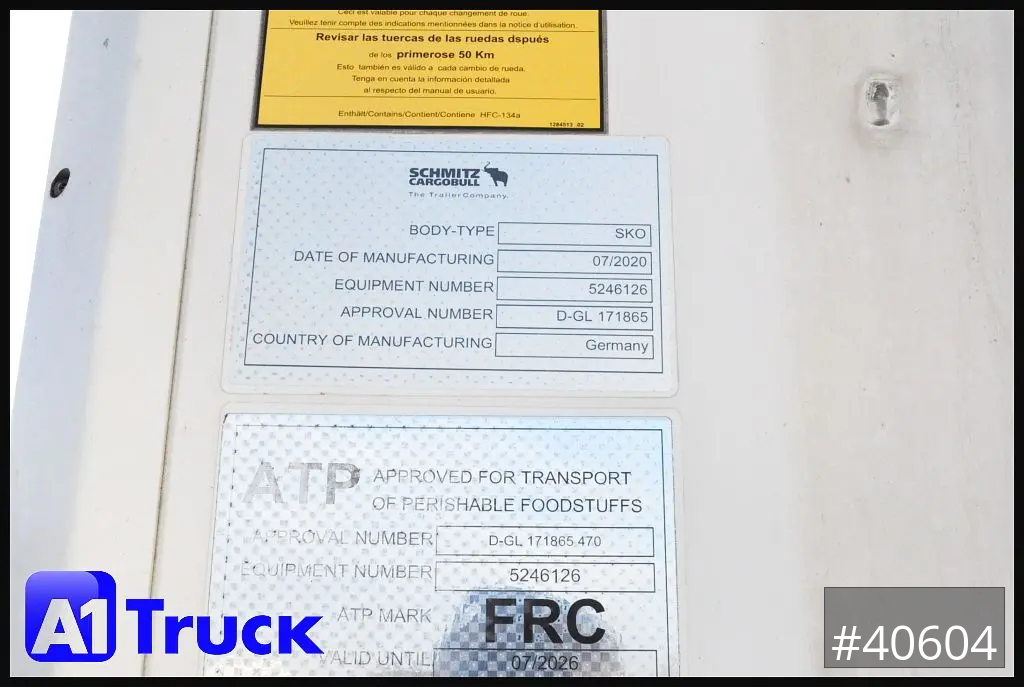 Ceci est valable pour chaque changement de roue.
Veuillez tenir compte des indications mentionnées dans la notice d'utilisation.
Revisar las tuercas de las ruedas dspués
de los primerose 50 Km
Esto también es válido a cada cambio de rueda.
Tenga en cuenta la información detallada
al respecto del manual de usuario.
Enthält/Contains/Contient/Contiene HFC-134a
1284513 .02
SCHMITZ
CARGOBULL
The Trailer Company.
BODY-TYPE SKO
DATE OF MANUFACTURING 07/2020
EQUIPMENT NUMBER 5246126
APPROVAL NUMBER D-GL 171865
COUNTRY OF MANUFACTURING Germany
ATP APPROVED FOR TRANSPORT
OF PERISHABLE FOODSTUFFS
APPROVAL NUMBER D-GL 171865 470
EQUIPMENT NUMBER 5246126
ATP MARK FRC
VALID UNTIL 07/2026
A1 Truck
#40604